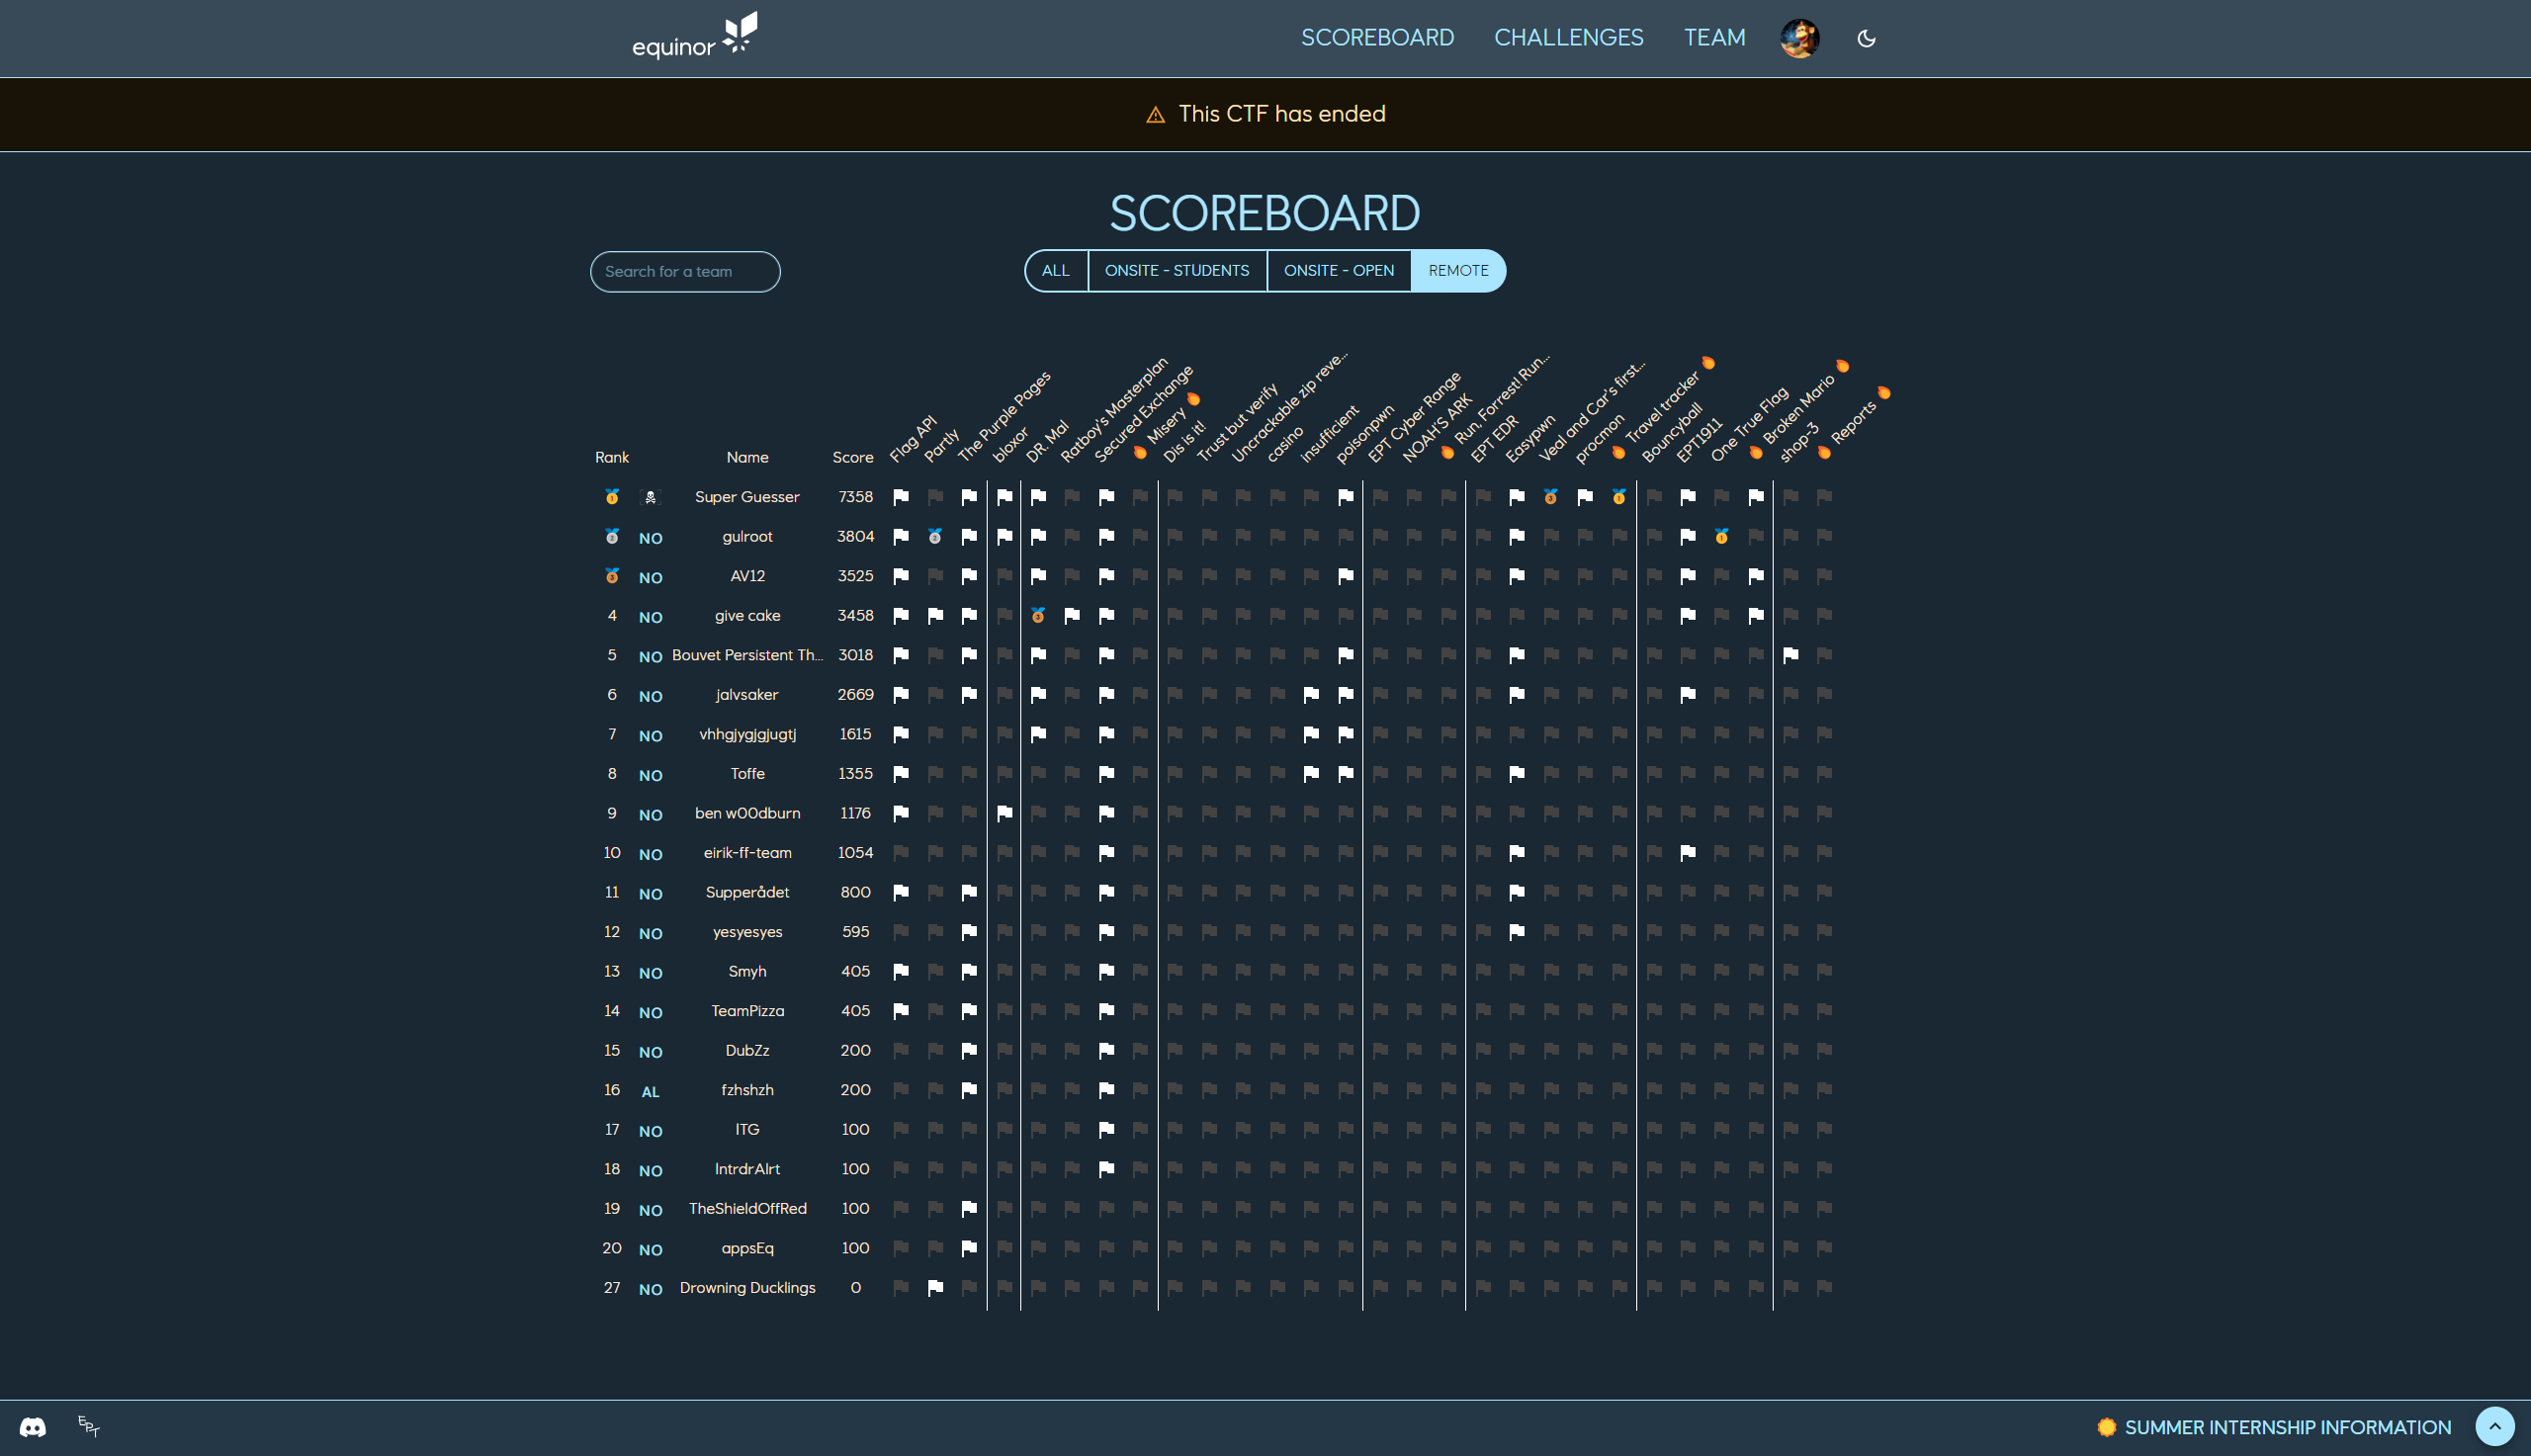 equinor
SCOREBOARD CHALLENGES TEAM
This CTF has ended
SCOREBOARD
Search for a team
ALL ONSITE - STUDENTS ONSITE - OPEN REMOTE
Rank Name Score Flag API Partly The Purple Pages bloxor DR. Mal Ratboy's Masterplan Secured Exchange Misery Dis is it! Trust but verify Uncrackable zip reve... casino insufficient poisonpwn EPT Cyber Range NOAH'S ARK Run, Forrest! Run... EPT EDR Easypwn Veal and Car's first... procmon Travel tracker Bouncyball EPT1911 One True Flag Broken Mario shop-3 Reports
1 Super Guesser 7358 3 1
2 NO gulroot 3804 2 1
3 NO AV12 3525
4 NO give cake 3458 3
5 NO Bouvet Persistent Th... 3018
6 NO jalvsaker 2669
7 NO vhhgjygjgjugtj 1615
8 NO Toffe 1355
9 NO ben w00dburn 1176
10 NO eirik-ff-team 1054
11 NO Supperådet 800
12 NO yesyesyes 595
13 NO Smyh 405
14 NO TeamPizza 405
15 NO DubZz 200
16 AL fzhshzh 200
17 NO ITG 100
18 NO IntrdrAlrt 100
19 NO TheShieldOffRed 100
20 NO appsEq 100
27 NO Drowning Ducklings 0
EPT
SUMMER INTERNSHIP INFORMATION